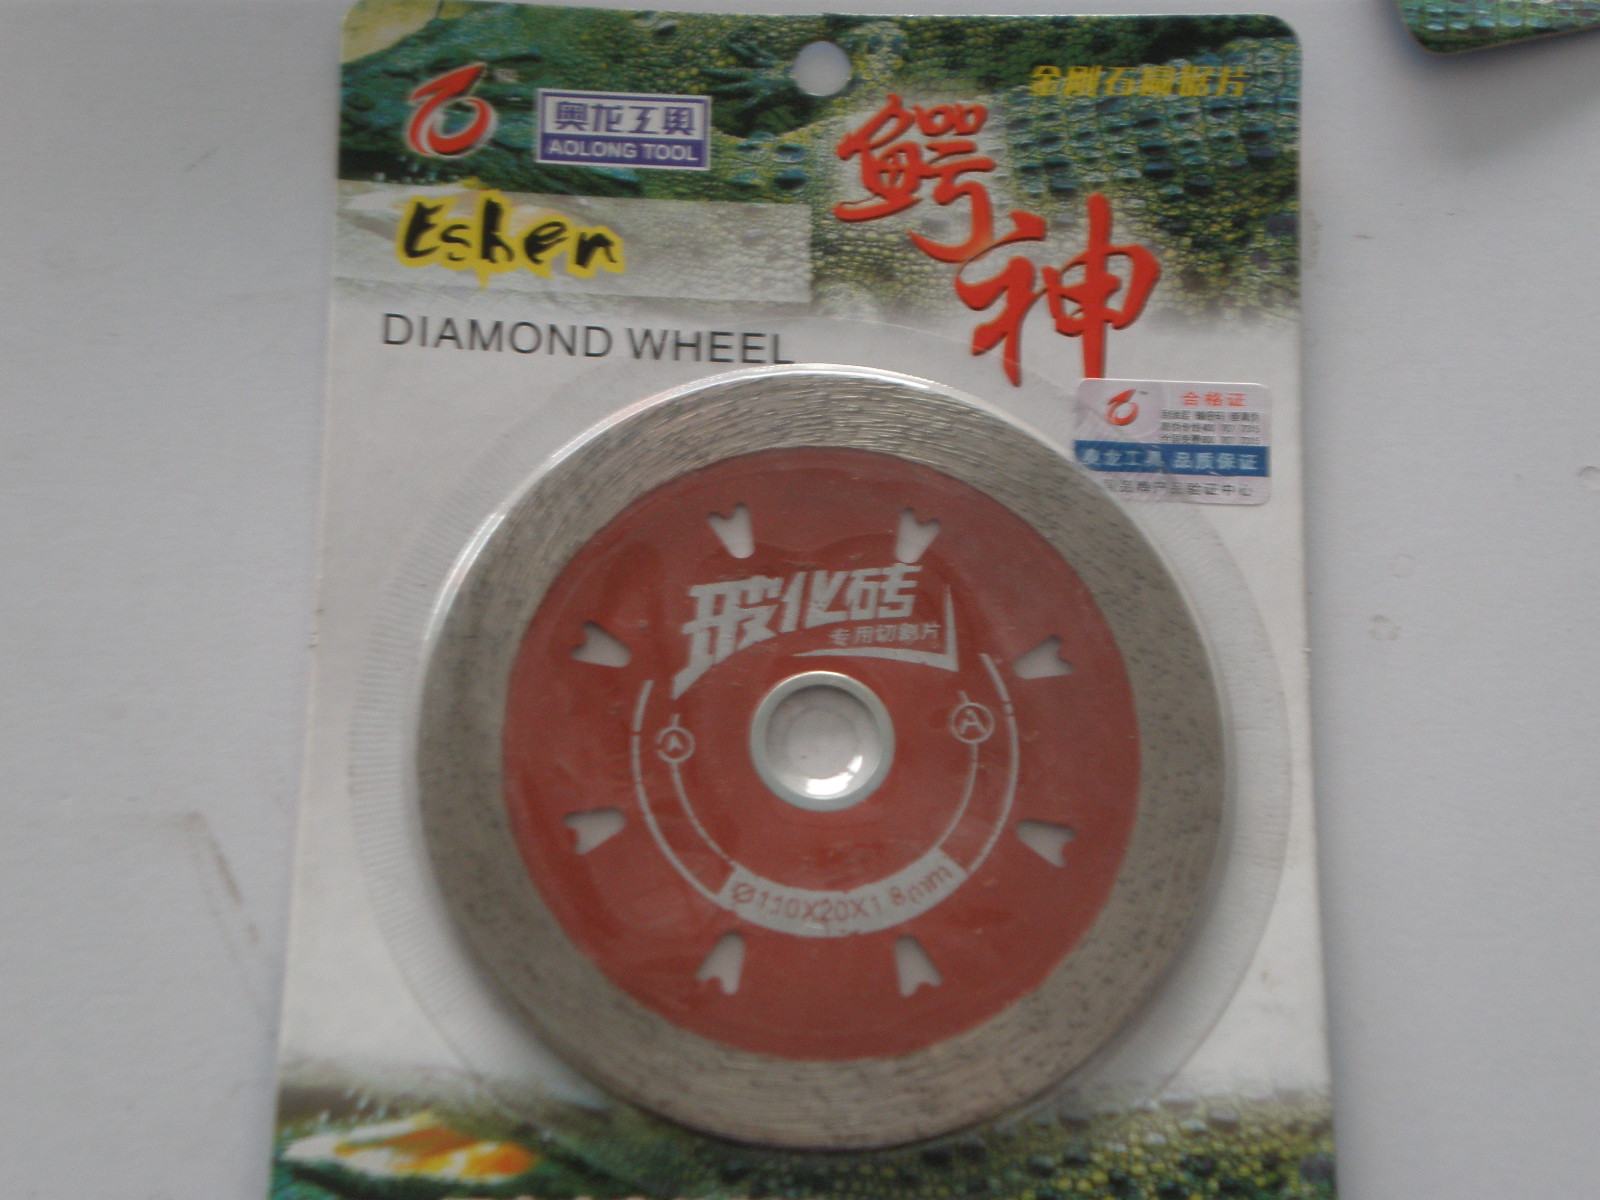 奥龙工具
AOLONG TOOL
金刚石圆锯片
鳄神
Eshen
DIAMOND WHEEL
合格证
奥龙工具 品质保证
玻化砖
专用切割片
A
A
Ø110X20X1.8mm